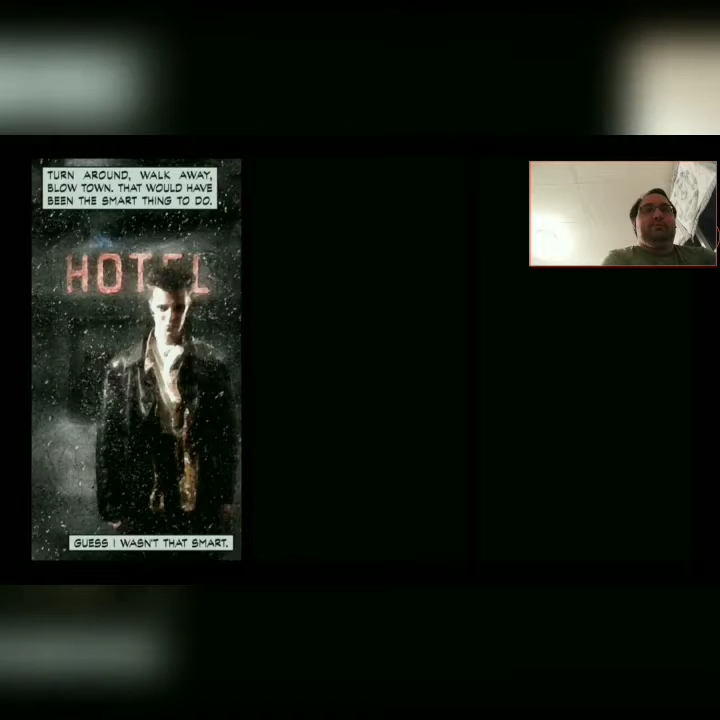 TURN AROUND, WALK AWAY,
BLOW TOWN. THAT WOULD HAVE
BEEN THE SMART THING TO DO.
HOTEL
GUESS I WASN'T THAT SMART.